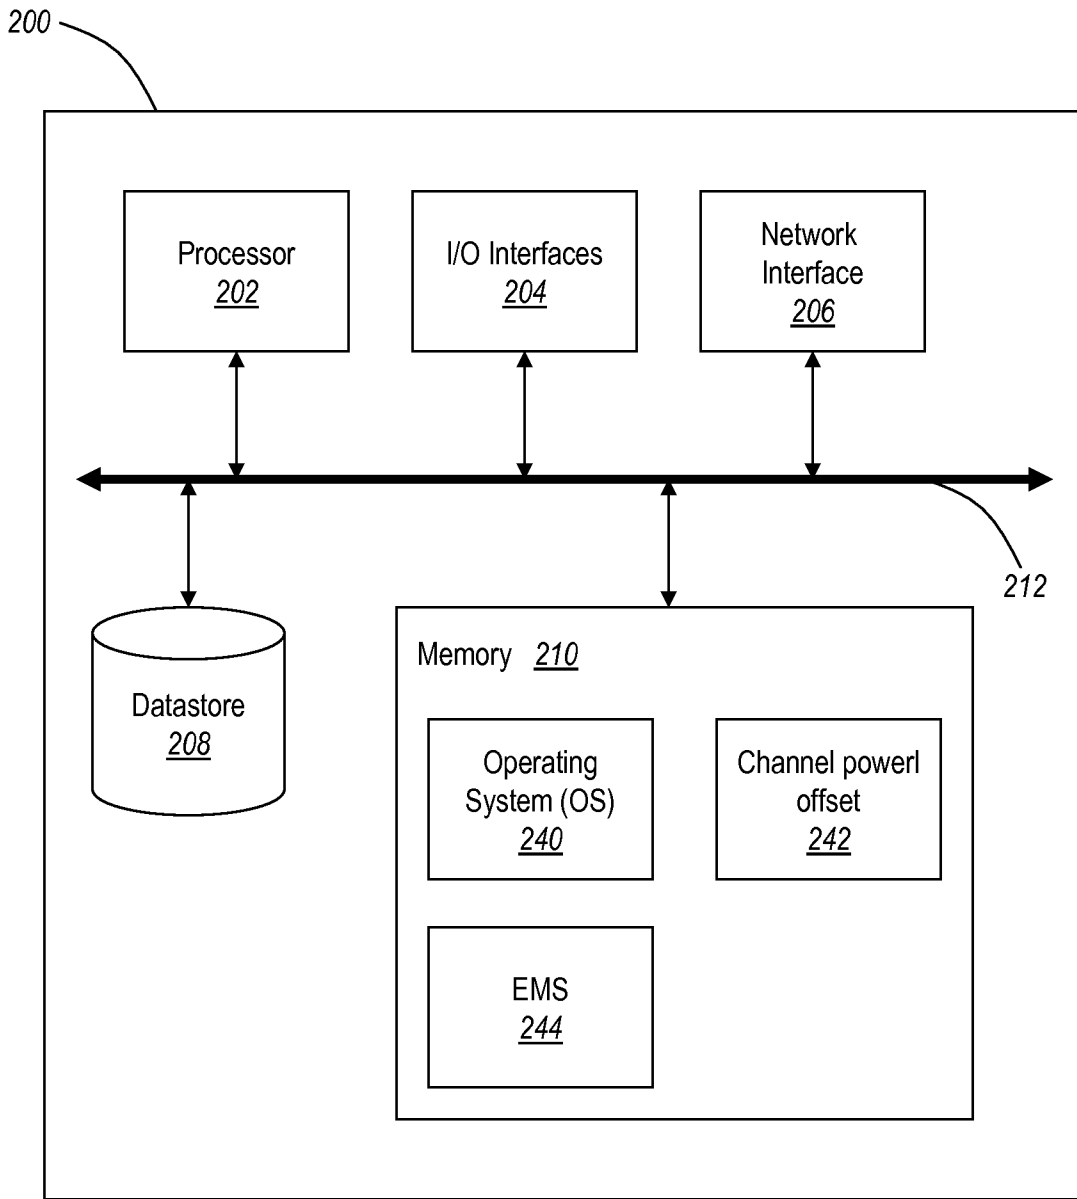 200
Processor
202
I/O Interfaces
204
Network
Interface
206
212
Datastore
208
Memory 210
Operating
System (OS)
240
Channel powerl
offset
242
EMS
244